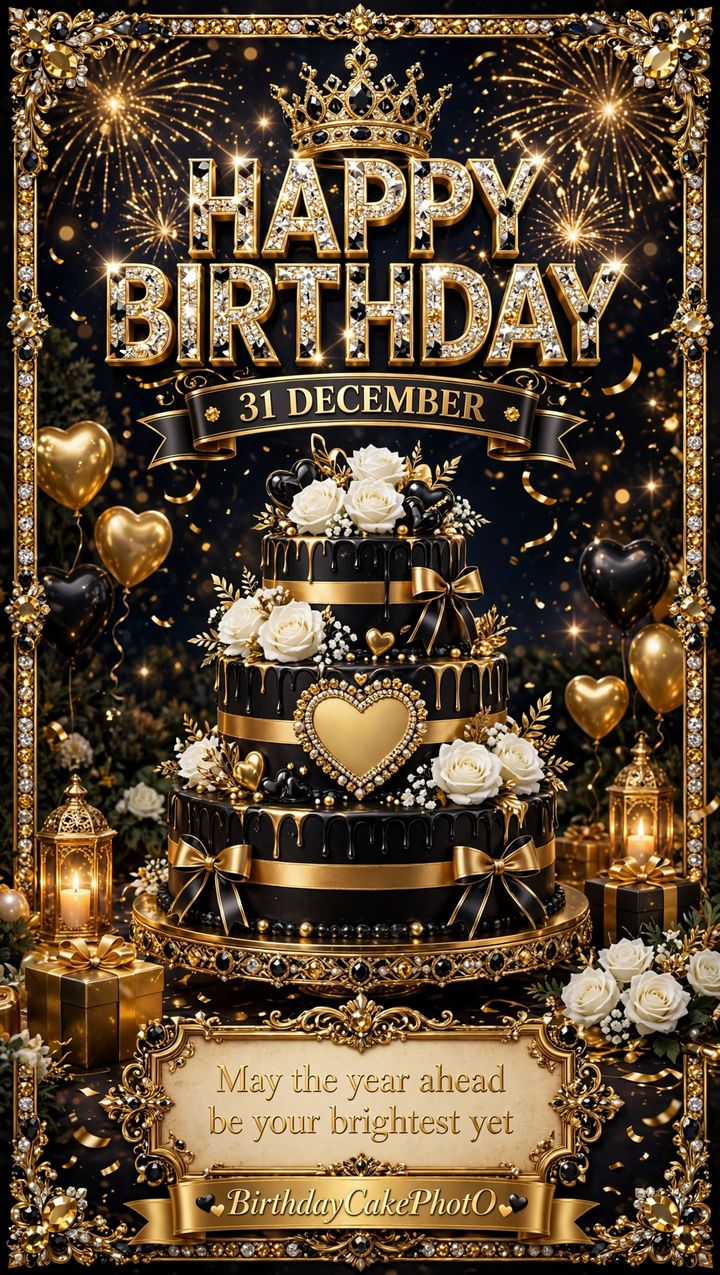 HAPPY
BIRTHDAY
31 DECEMBER
May the year ahead
be your brightest yet
BirthdayCakePhotO